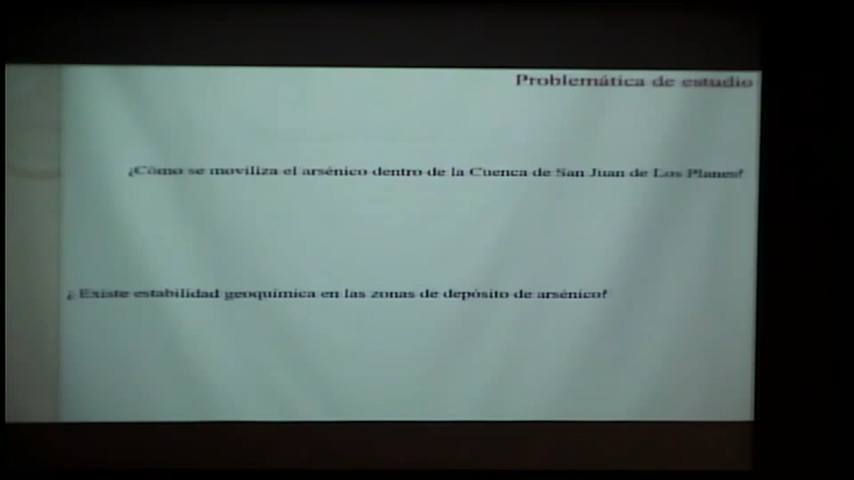 Problemática de estudio
¿Cómo se moviliza el arsénico dentro de la Cuenca de San Juan de Los Planes?
¿ Existe estabilidad geoquímica en las zonas de depósito de arsénico?